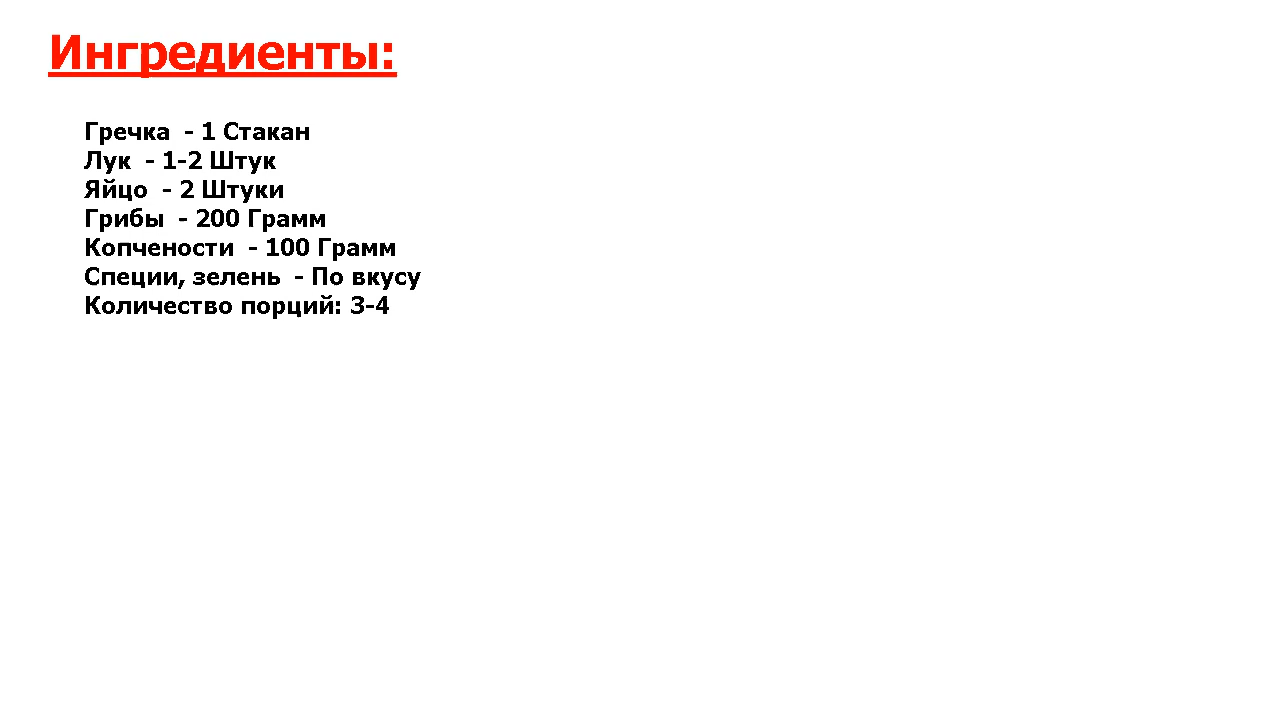 Ингредиенты:
Гречка  - 1 Стакан
Лук  - 1-2 Штук
Яйцо  - 2 Штуки
Грибы  - 200 Грамм
Копчености  - 100 Грамм
Специи, зелень  - По вкусу
Количество порций: 3-4